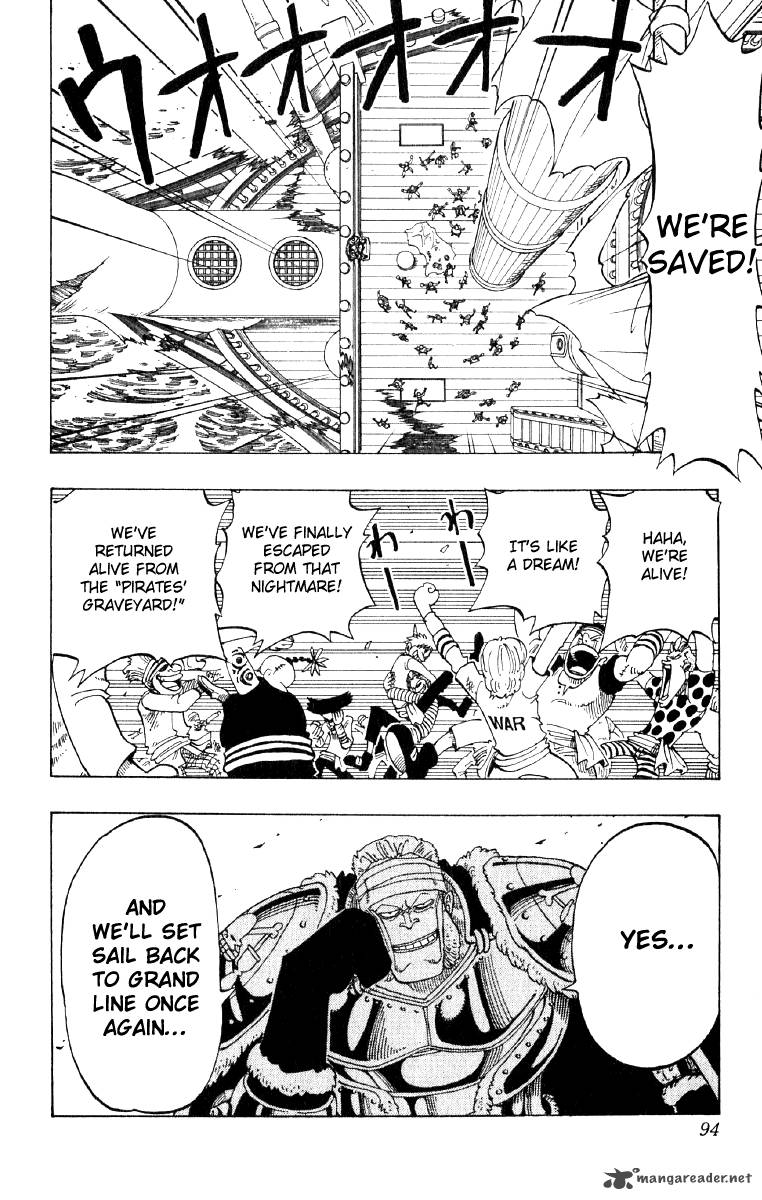 ウオオオオオ
WE'RE
SAVED!
HAHA,
WE'RE
ALIVE!
IT'S LIKE
A DREAM!
わー
わー
WE'VE FINALLY
ESCAPED
FROM THAT
NIGHTMARE!
WE'VE
RETURNED
ALIVE FROM
THE "PIRATES'
GRAVEYARD!"
WAR
YES...
AND
WE'LL SET
SAIL BACK
TO GRAND
LINE ONCE
AGAIN...
94
mangareader.net